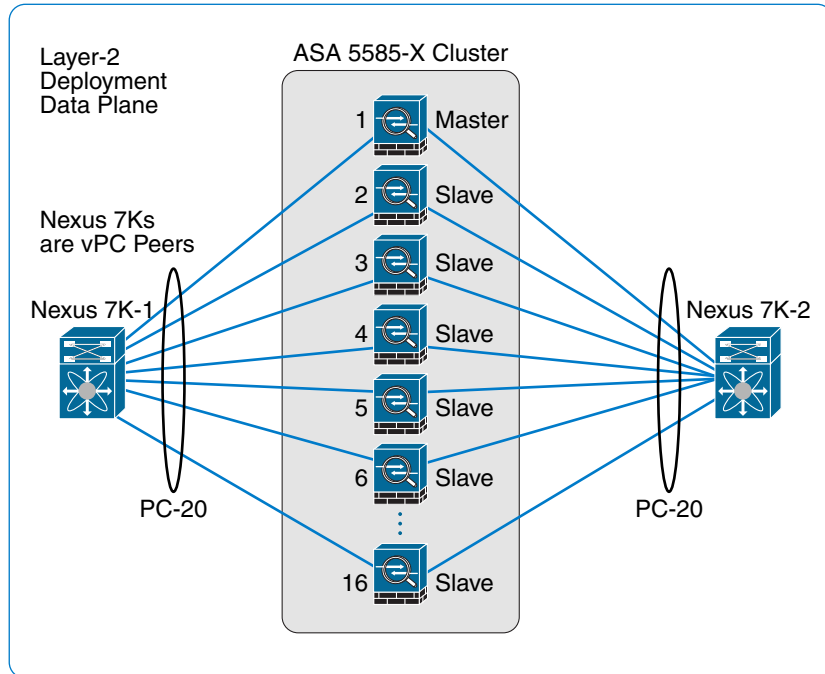 Layer-2
Deployment
Data Plane
ASA 5585-X Cluster
1 Master
2 Slave
Nexus 7Ks
are vPC Peers
3 Slave
Nexus 7K-1
Nexus 7K-2
4 Slave
5 Slave
6 Slave
PC-20
PC-20
16 Slave